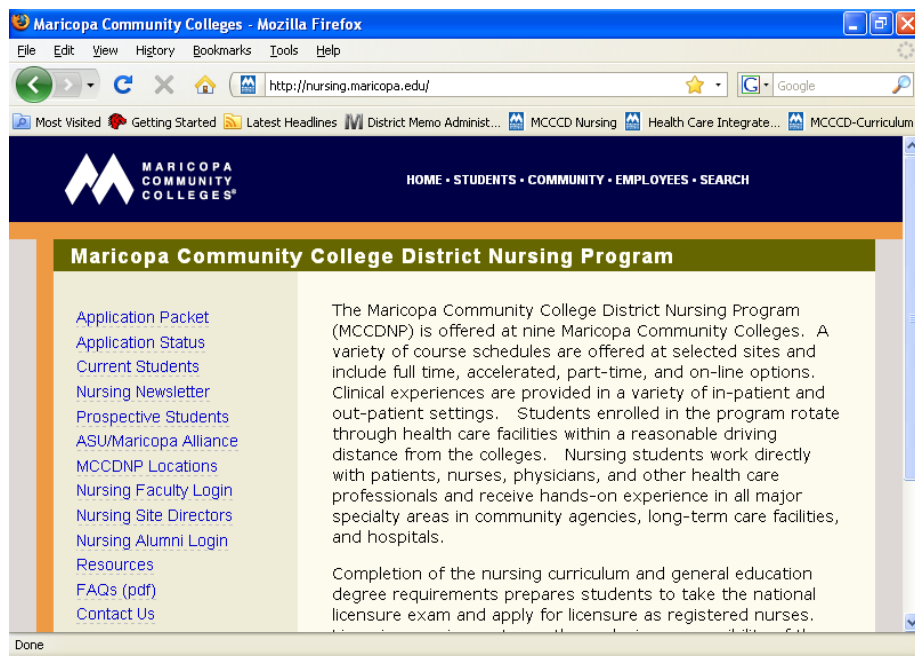 Maricopa Community Colleges - Mozilla Firefox
File Edit View History Bookmarks Tools Help
http://nursing.maricopa.edu/
G Google
Most Visited Getting Started Latest Headlines District Memo Administ... MCCCD Nursing Health Care Integrate... MCCCD-Curriculum
MARICOPA
COMMUNITY
COLLEGES®
HOME • STUDENTS • COMMUNITY • EMPLOYEES • SEARCH
Maricopa Community College District Nursing Program
Application Packet
Application Status
Current Students
Nursing Newsletter
Prospective Students
ASU/Maricopa Alliance
MCCDNP Locations
Nursing Faculty Login
Nursing Site Directors
Nursing Alumni Login
Resources
FAQs (pdf)
Contact Us
The Maricopa Community College District Nursing Program
(MCCDNP) is offered at nine Maricopa Community Colleges. A
variety of course schedules are offered at selected sites and
include full time, accelerated, part-time, and on-line options.
Clinical experiences are provided in a variety of in-patient and
out-patient settings. Students enrolled in the program rotate
through health care facilities within a reasonable driving
distance from the colleges. Nursing students work directly
with patients, nurses, physicians, and other health care
professionals and receive hands-on experience in all major
specialty areas in community agencies, long-term care facilities,
and hospitals.
Completion of the nursing curriculum and general education
degree requirements prepares students to take the national
licensure exam and apply for licensure as registered nurses.
Done